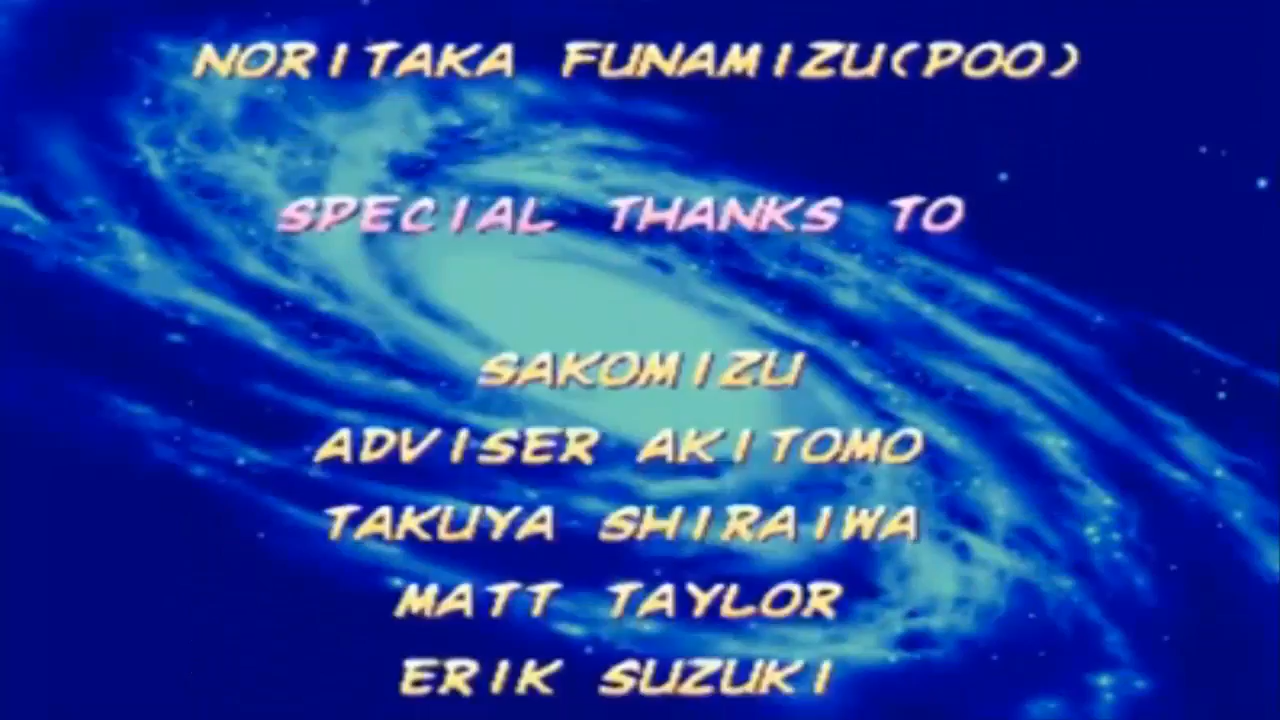 NORITAKA FUNAMIZU(POO)
SPECIAL THANKS TO
SAKOMIZU
ADVISER AKITOMO
TAKUYA SHIRAIWA
MATT TAYLOR
ERIK SUZUKI